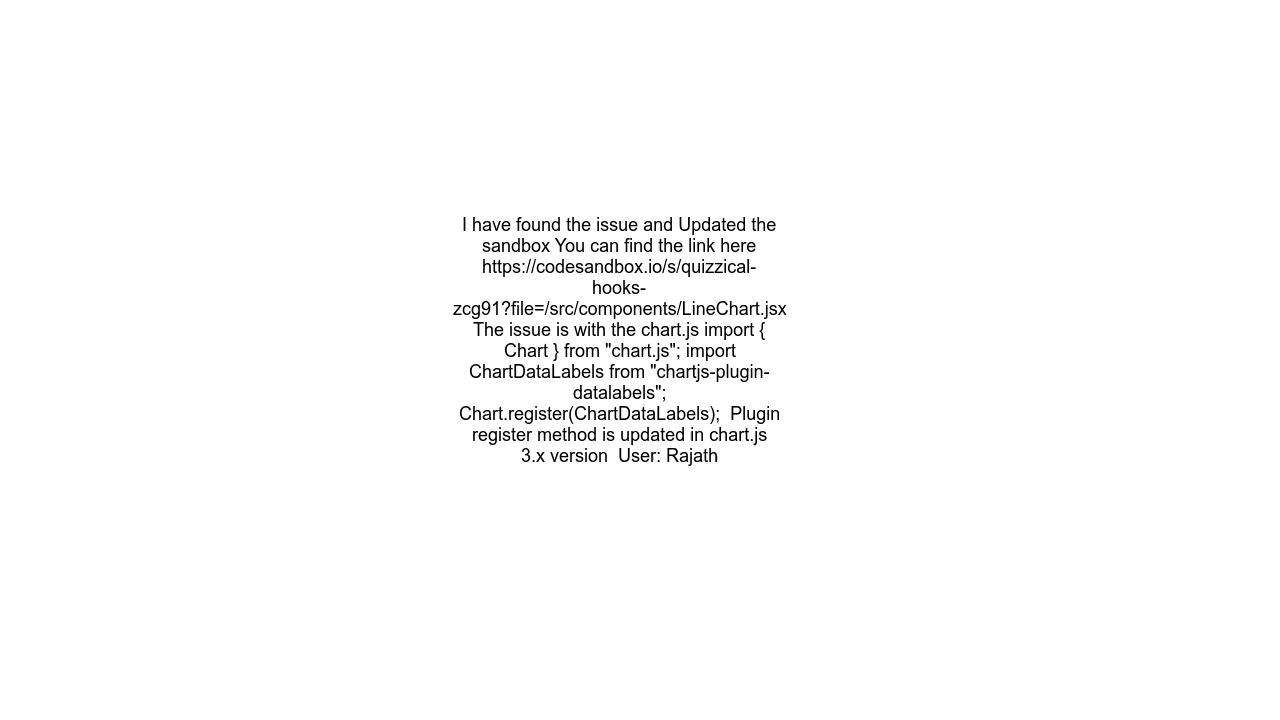 I have found the issue and Updated the
sandbox You can find the link here
https://codesandbox.io/s/quizzical-
hooks-
zcg91?file=/src/components/LineChart.jsx
The issue is with the chart.js import {
Chart } from "chart.js"; import
ChartDataLabels from "chartjs-plugin-
datalabels";
Chart.register(ChartDataLabels);  Plugin
register method is updated in chart.js
3.x version  User: Rajath